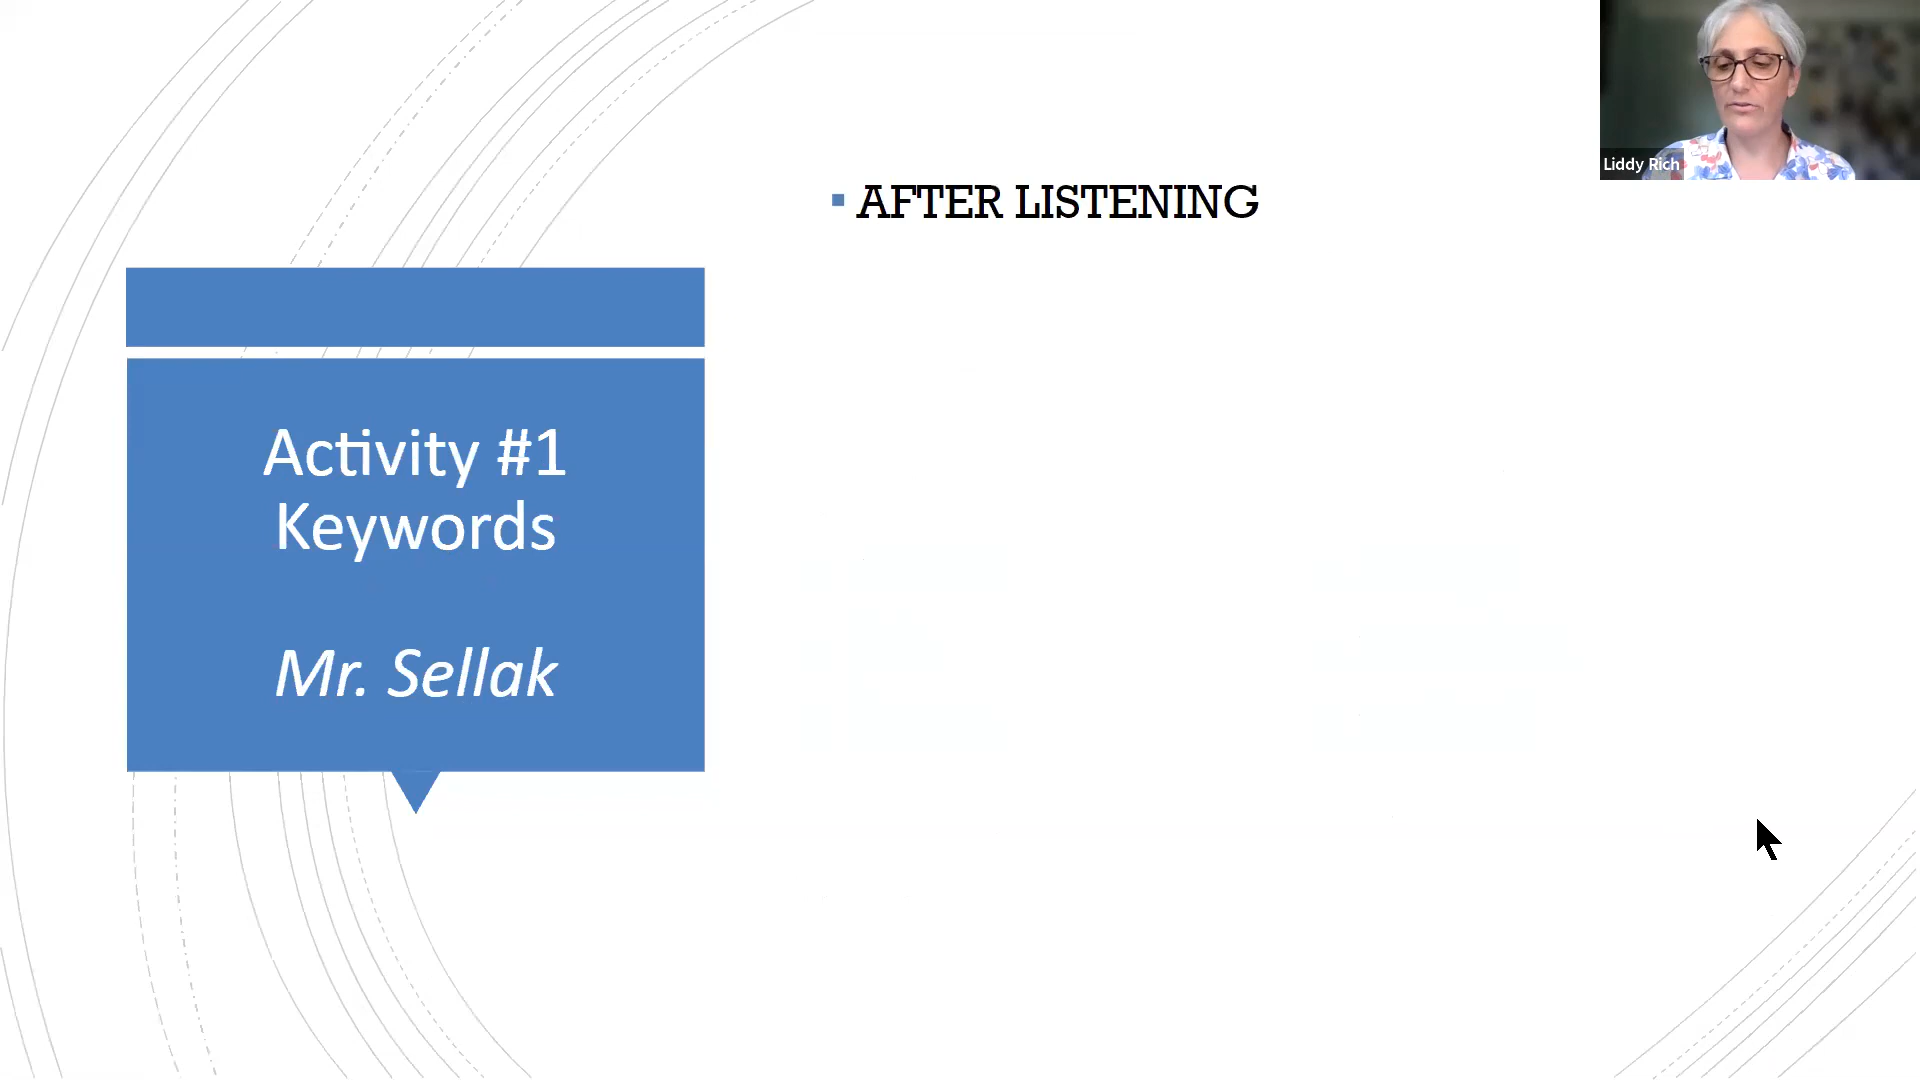 Activity #1
Keywords
Mr. Sellak
▪ AFTER LISTENING
Liddy Rich